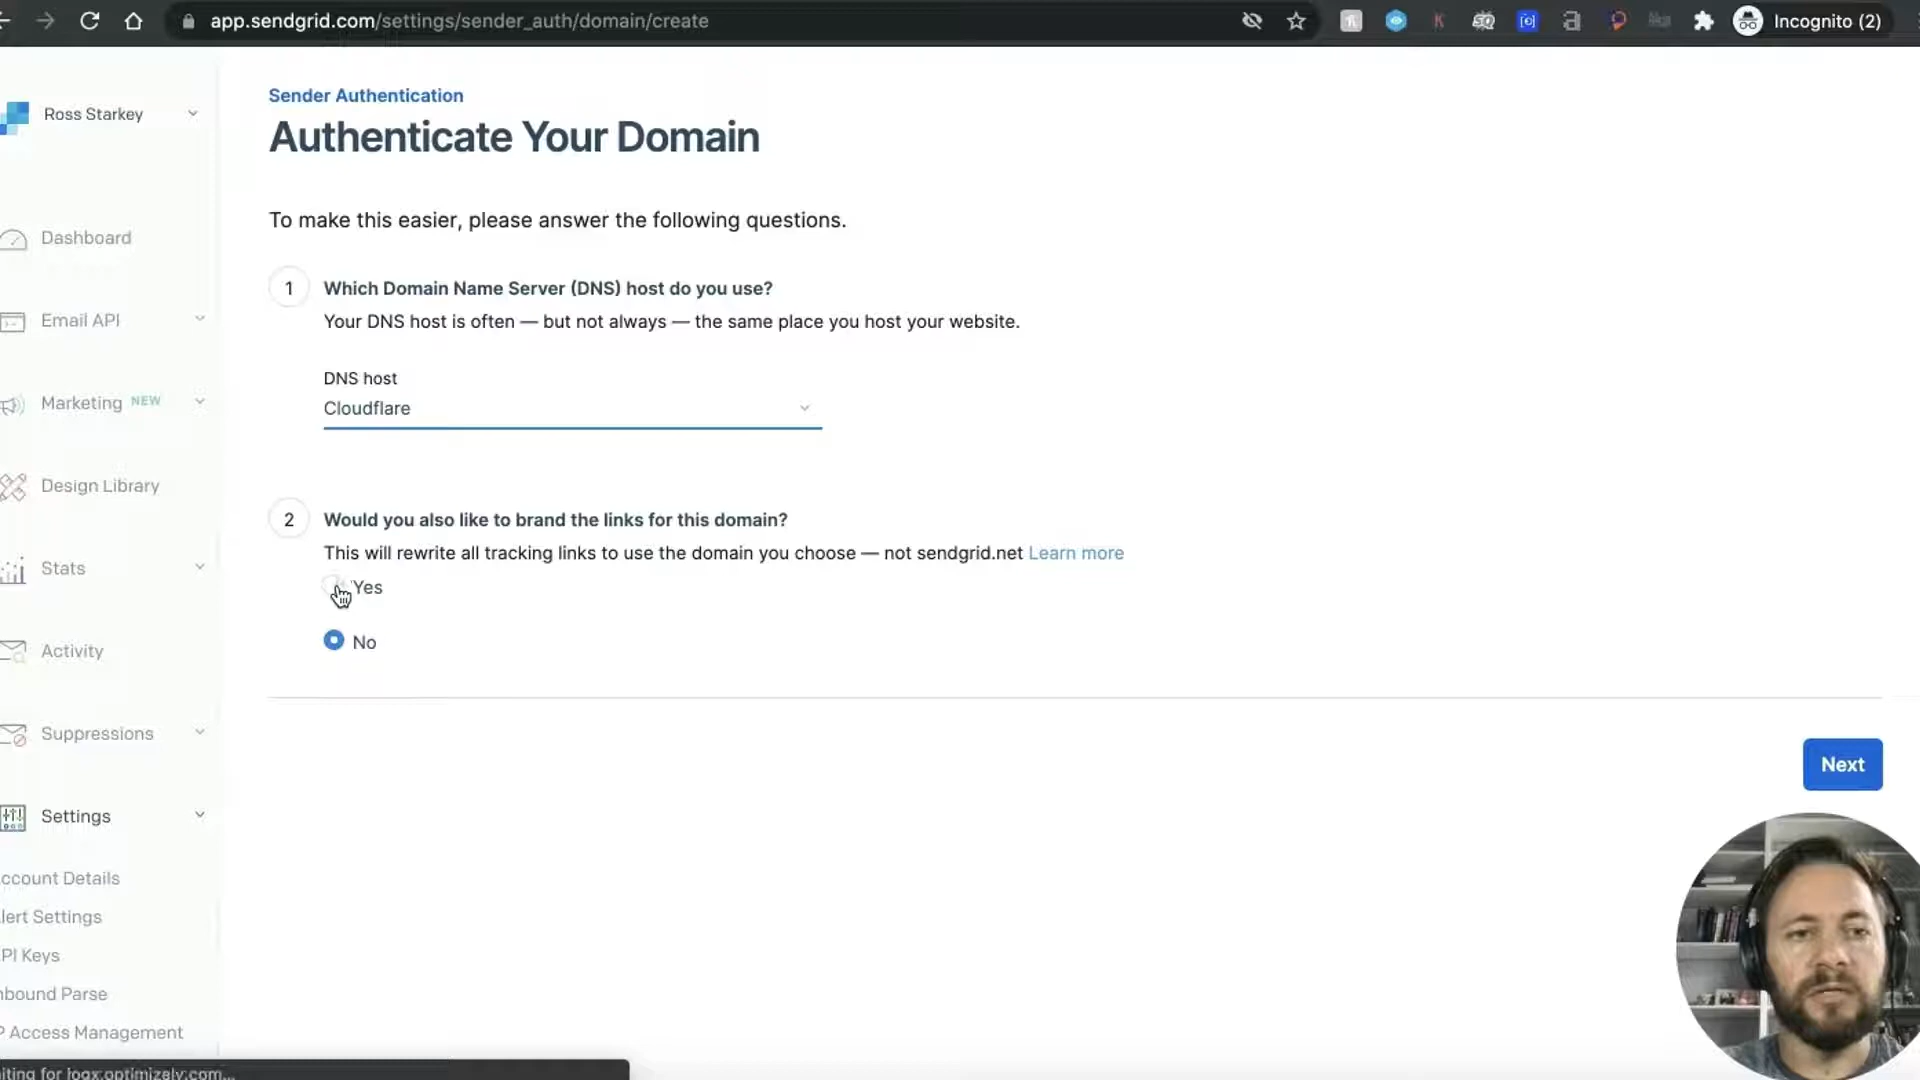 app.sendgrid.com/settings/sender_auth/domain/create
Incognito (2)
Ross Starkey
Dashboard
Email API
Marketing NEW
Design Library
Stats
Activity
Suppressions
Settings
ccount Details
lert Settings
PI Keys
nbound Parse
P Access Management
iting for logx.optimizely.com...
Sender Authentication
Authenticate Your Domain
To make this easier, please answer the following questions.
1
Which Domain Name Server (DNS) host do you use?
Your DNS host is often — but not always — the same place you host your website.
DNS host
Cloudflare
2
Would you also like to brand the links for this domain?
This will rewrite all tracking links to use the domain you choose — not sendgrid.net Learn more
Yes
No
Next